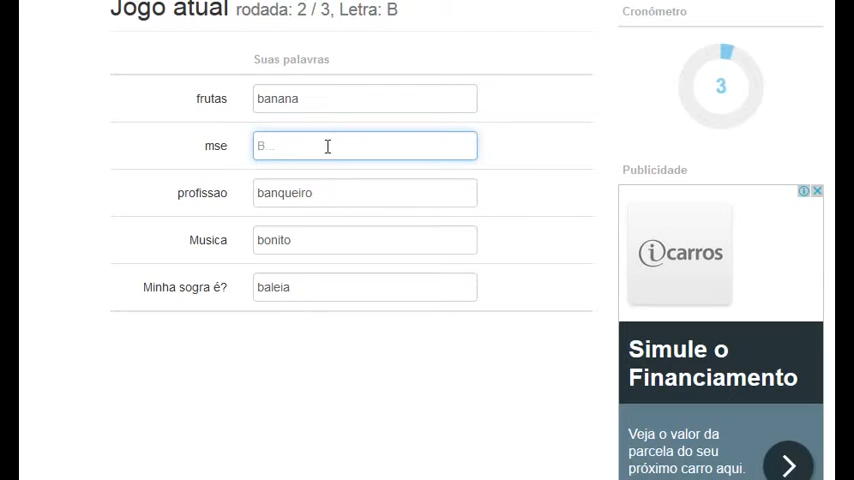 Jogo atual rodada: 2 / 3, Letra: B
Suas palavras
frutas banana
mse B...
profissao banqueiro
Musica bonito
Minha sogra é? baleia
Cronómetro
3
Publicidade
icarros
Simule o
Financiamento
Veja o valor da
parcela do seu
próximo carro aqui.